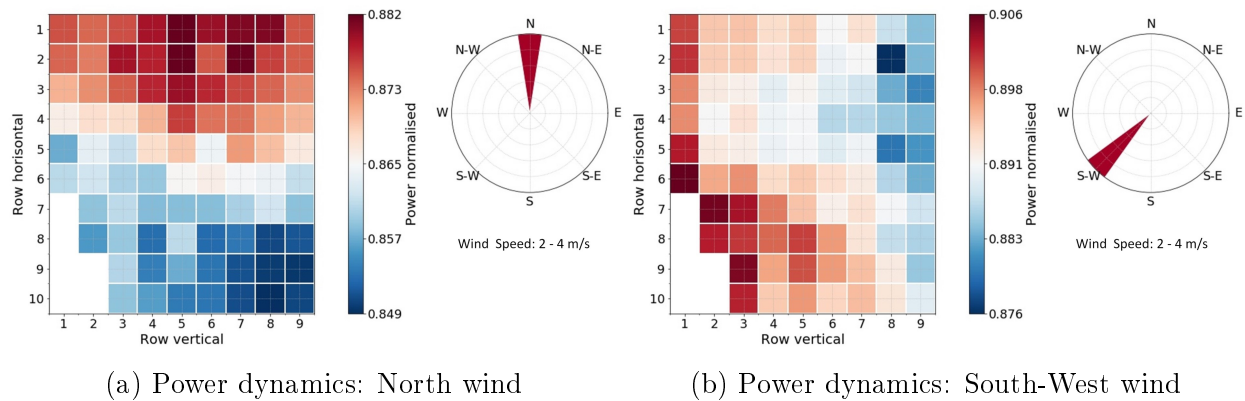 1
2
3
4
5
6
7
8
9
10
Row horisontal
1 2 3 4 5 6 7 8 9
Row vertical
0.882
0.873
0.865
0.857
0.849
Power normalised
N
N-W N-E
W E
S-W S-E
S
Wind Speed: 2 - 4 m/s
1
2
3
4
5
6
7
8
9
10
Row horizontal
1 2 3 4 5 6 7 8 9
Row vertical
0.906
0.898
0.891
0.883
0.876
Power normalised
N
N-W N-E
W E
S-W S-E
S
Wind Speed: 2 - 4 m/s
(a) Power dynamics: North wind
(b) Power dynamics: South-West wind